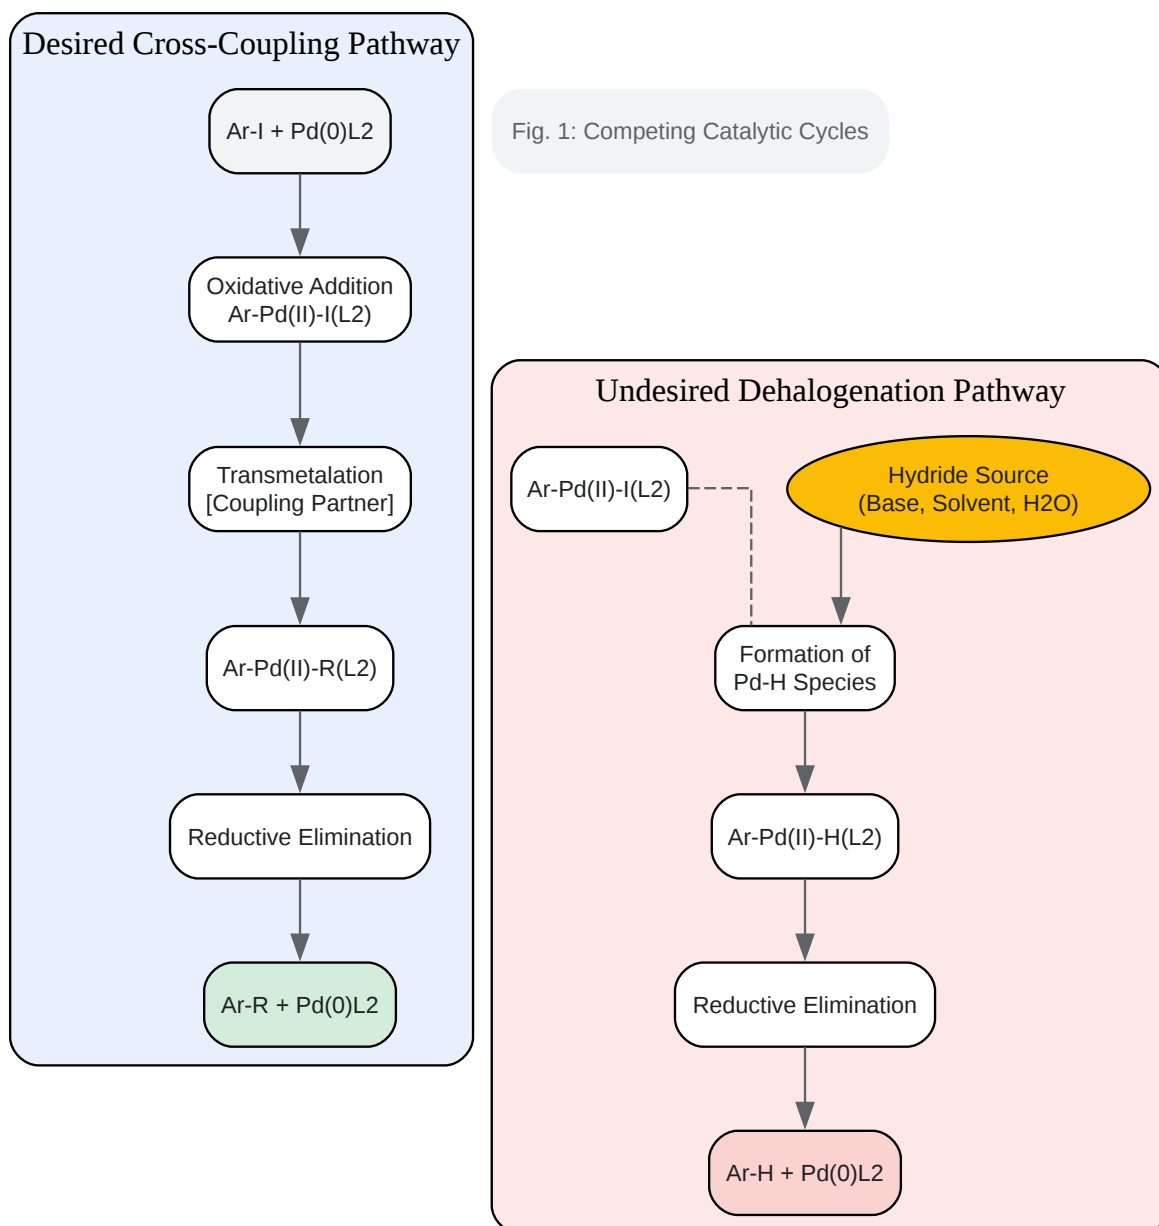 Desired Cross-Coupling Pathway
Ar-I + Pd(0)L2
Fig. 1: Competing Catalytic Cycles
Oxidative Addition
Ar-Pd(II)-I(L2)
Transmetalation
[Coupling Partner]
Ar-Pd(II)-R(L2)
Reductive Elimination
Ar-R + Pd(0)L2
Undesired Dehalogenation Pathway
Ar-Pd(II)-I(L2)
Hydride Source
(Base, Solvent, H2O)
Formation of
Pd-H Species
Ar-Pd(II)-H(L2)
Reductive Elimination
Ar-H + Pd(0)L2